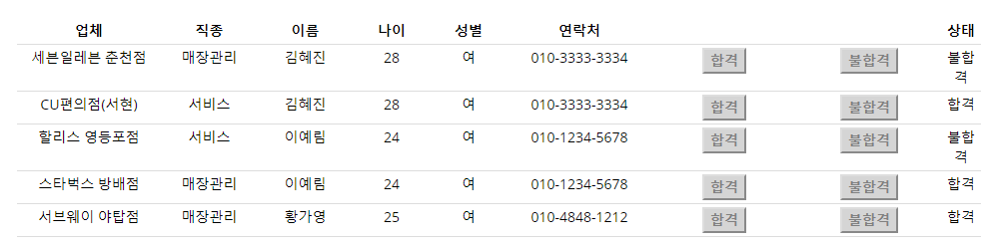 업체 직종 이름 나이 성별 연락처 상태
세븐일레븐 춘천점 매장관리 김혜진 28 여 010-3333-3334 합격 불합격 불합
격
CU편의점(서현) 서비스 김혜진 28 여 010-3333-3334 합격 불합격 합격
할리스 영등포점 서비스 이예림 24 여 010-1234-5678 합격 불합격 불합
격
스타벅스 방배점 매장관리 이예림 24 여 010-1234-5678 합격 불합격 합격
서브웨이 야탑점 매장관리 황가영 25 여 010-4848-1212 합격 불합격 합격